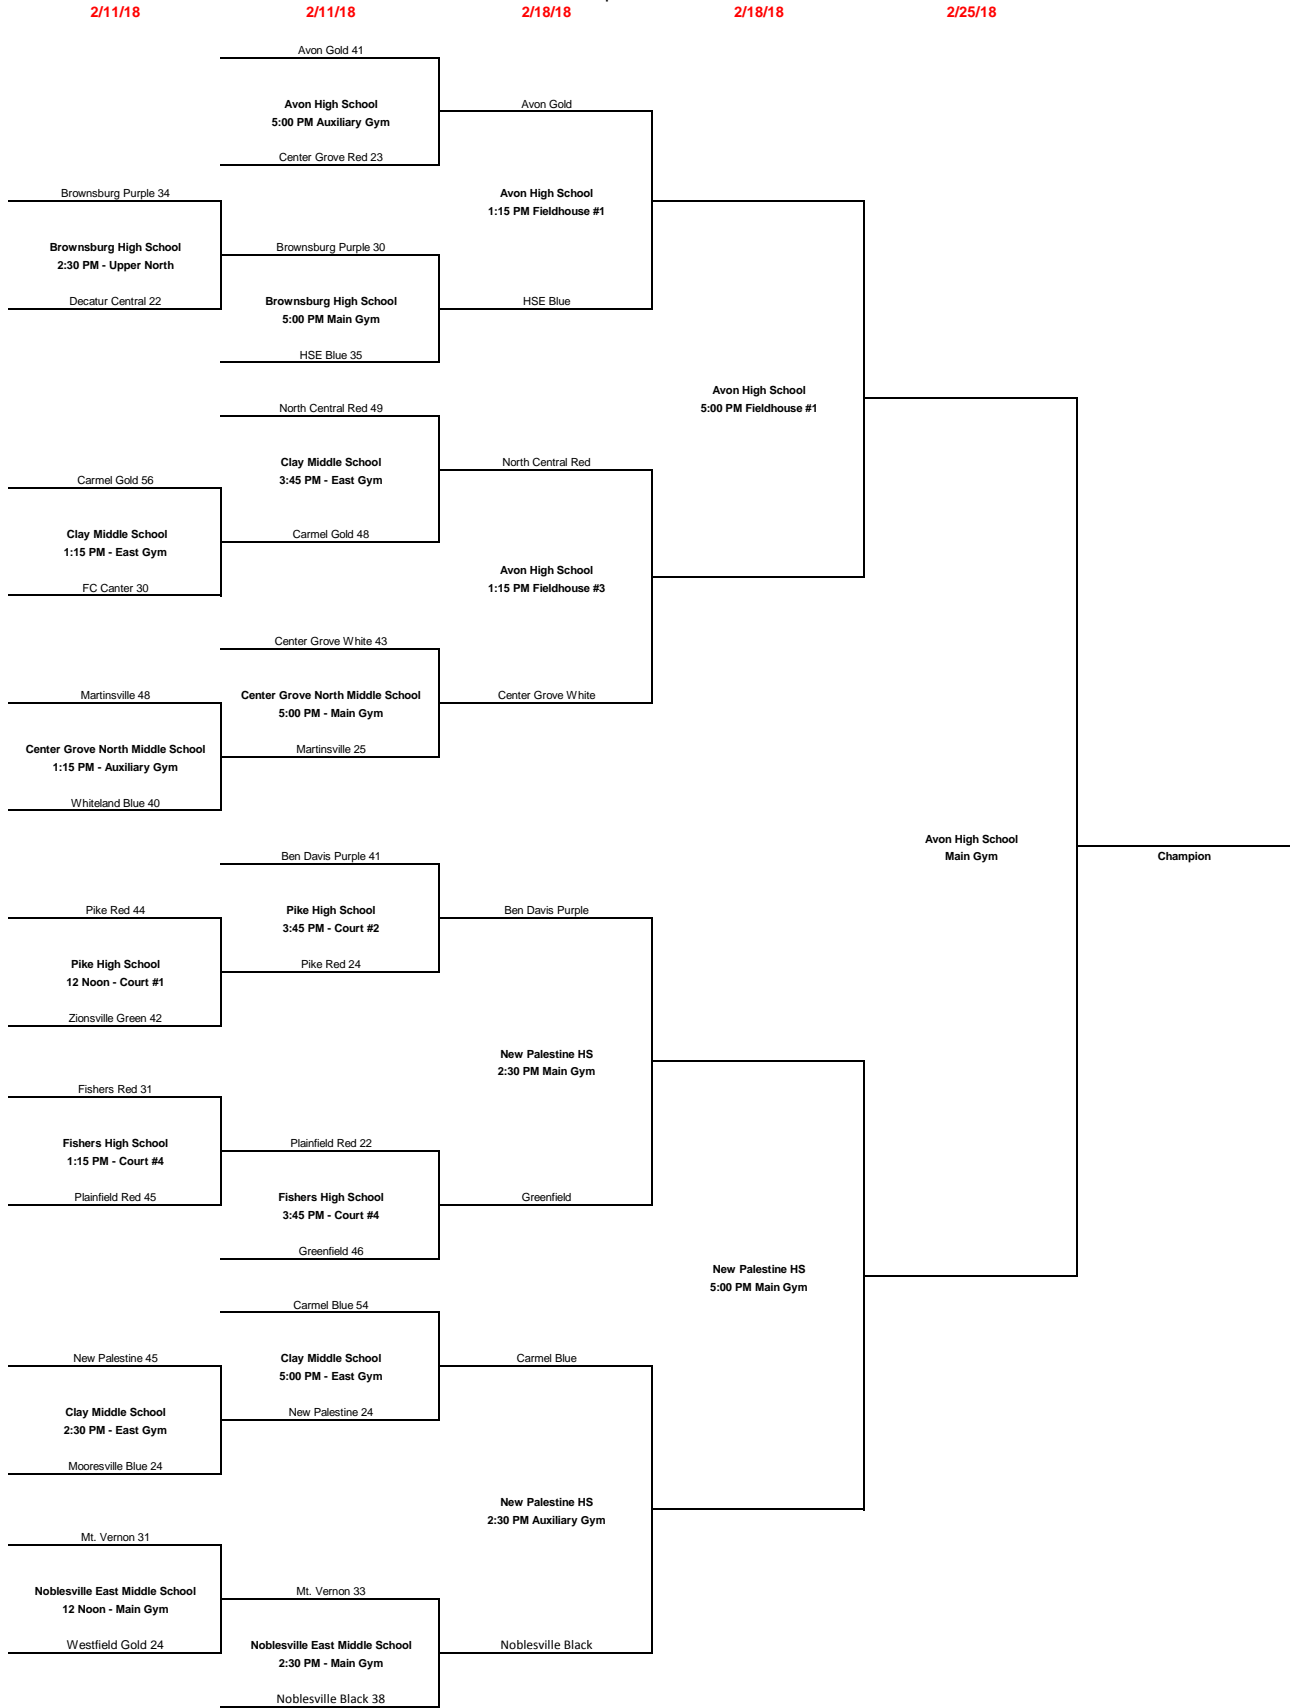 2/11/18
2/11/18
2/18/18
2/18/18
2/25/18
Avon Gold 41
Avon High School
5:00 PM Auxiliary Gym
Avon Gold
Center Grove Red 23
Brownsburg Purple 34
Avon High School
1:15 PM Fieldhouse #1
Brownsburg High School
2:30 PM - Upper North
Brownsburg Purple 30
Decatur Central 22
Brownsburg High School
5:00 PM Main Gym
HSE Blue
HSE Blue 35
Avon High School
5:00 PM Fieldhouse #1
North Central Red 49
Clay Middle School
3:45 PM - East Gym
North Central Red
Carmel Gold 56
Clay Middle School
1:15 PM - East Gym
Carmel Gold 48
FC Canter 30
Avon High School
1:15 PM Fieldhouse #3
Center Grove White 43
Martinsville 48
Center Grove North Middle School
5:00 PM - Main Gym
Center Grove White
Center Grove North Middle School
1:15 PM - Auxiliary Gym
Martinsville 25
Whiteland Blue 40
Avon High School
Main Gym
Champion
Ben Davis Purple 41
Pike Red 44
Pike High School
3:45 PM - Court #2
Ben Davis Purple
Pike High School
12 Noon - Court #1
Pike Red 24
Zionsville Green 42
New Palestine HS
2:30 PM Main Gym
Fishers Red 31
Fishers High School
1:15 PM - Court #4
Plainfield Red 22
Plainfield Red 45
Fishers High School
3:45 PM - Court #4
Greenfield
Greenfield 46
New Palestine HS
5:00 PM Main Gym
Carmel Blue 54
New Palestine 45
Clay Middle School
5:00 PM - East Gym
Carmel Blue
Clay Middle School
2:30 PM - East Gym
New Palestine 24
Mooresville Blue 24
New Palestine HS
2:30 PM Auxiliary Gym
Mt. Vernon 31
Noblesville East Middle School
12 Noon - Main Gym
Mt. Vernon 33
Westfield Gold 24
Noblesville East Middle School
2:30 PM - Main Gym
Noblesville Black
Noblesville Black 38